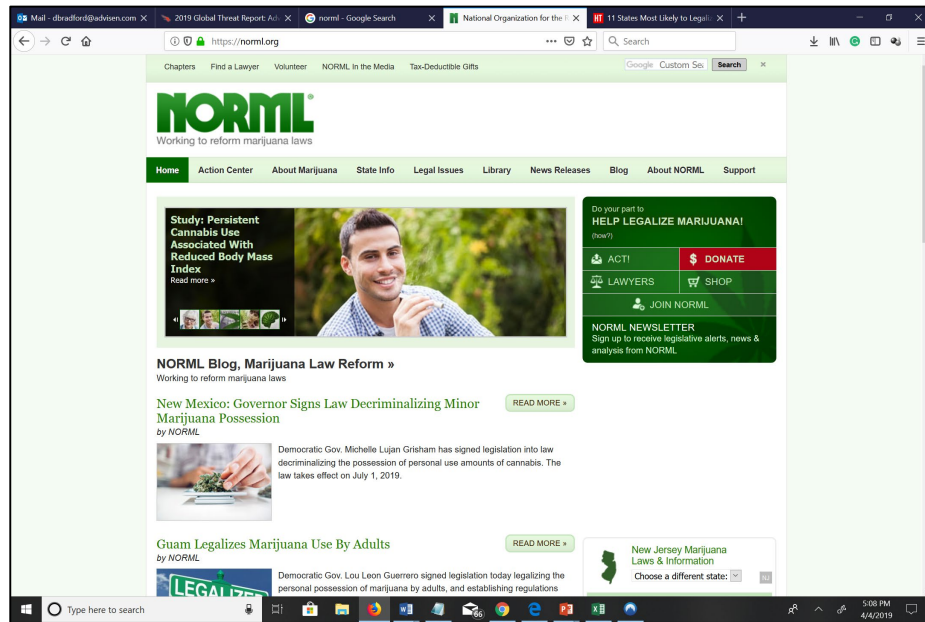 Mail - dbradford@advisen.com
2019 Global Threat Report: Adv
norml - Google Search
National Organization for the R
11 States Most Likely to Legaliz
https://norml.org
Search
Chapters Find a Lawyer Volunteer NORML In the Media Tax-Deductible Gifts
Google Custom Sea Search
NORML
Working to reform marijuana laws
Home Action Center About Marijuana State Info Legal Issues Library News Releases Blog About NORML Support
Study: Persistent
Cannabis Use
Associated With
Reduced Body Mass
Index
Read more »
Do your part to
HELP LEGALIZE MARIJUANA!
(how?)
ACT! $ DONATE
LAWYERS SHOP
JOIN NORML
NORML NEWSLETTER
Sign up to receive legislative alerts, news &
analysis from NORML
NORML Blog, Marijuana Law Reform »
Working to reform marijuana laws
New Mexico: Governor Signs Law Decriminalizing Minor
Marijuana Possession
READ MORE »
by NORML
Democratic Gov. Michelle Lujan Grisham has signed legislation into law
decriminalizing the possession of personal use amounts of cannabis. The
law takes effect on July 1, 2019.
Guam Legalizes Marijuana Use By Adults
READ MORE »
by NORML
LEGALIZE
Democratic Gov. Lou Leon Guerrero signed legislation today legalizing the
personal possession of marijuana by adults, and establishing regulations
New Jersey Marijuana
Laws & Information
Choose a different state:
Type here to search
66
5:08 PM
4/4/2019